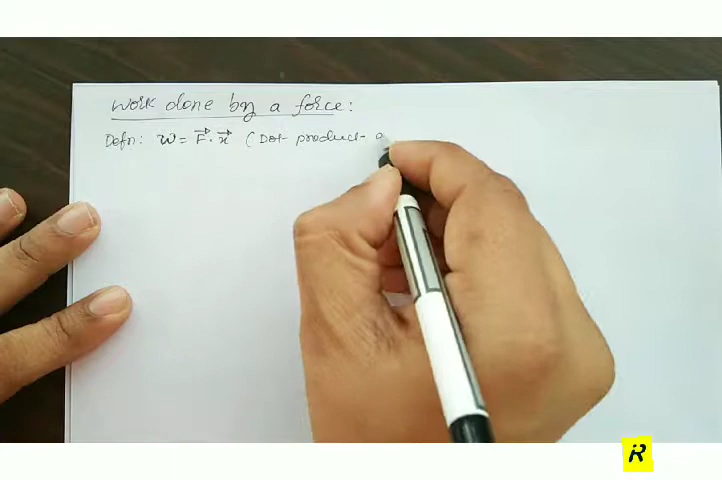 Work done by a force:
Defn: W = F⃗ · x⃗ (Dot product
R